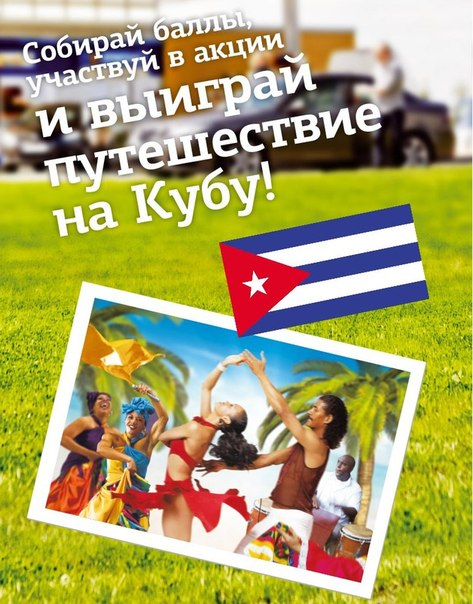 Собирай баллы,
участвуй в акции
и выиграй
путешествие
на Кубу!